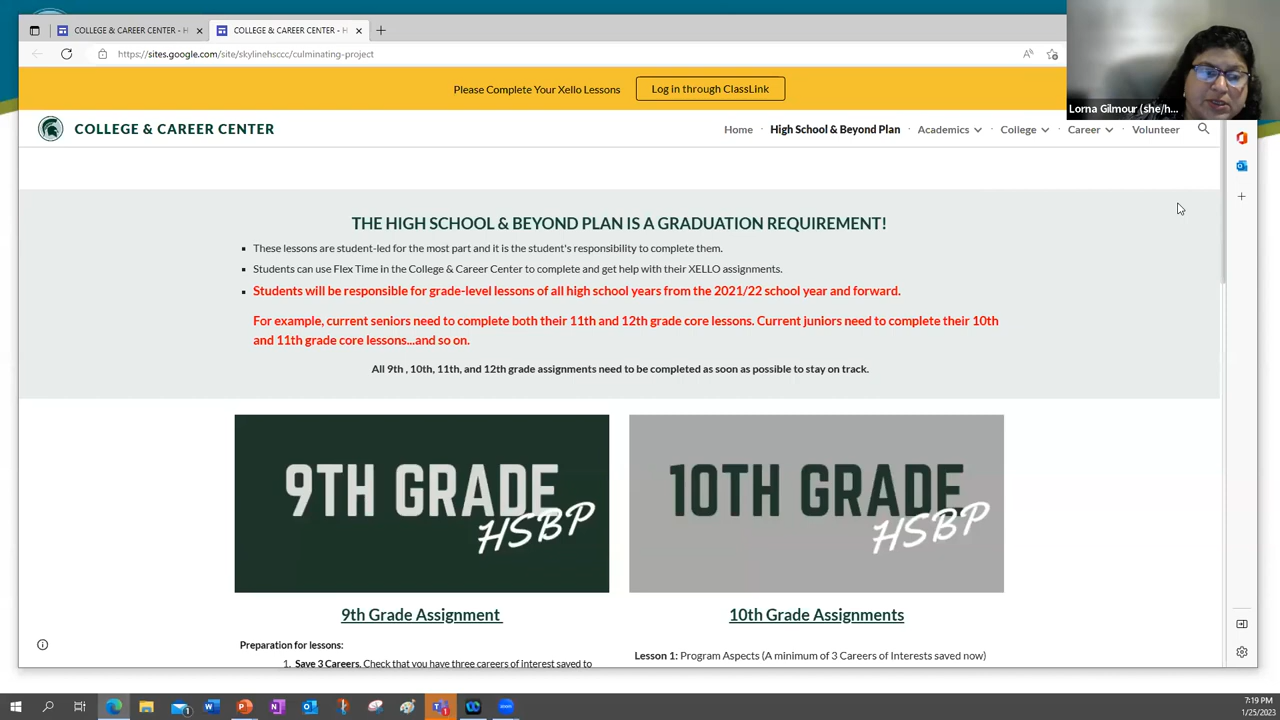 COLLEGE & CAREER CENTER - H
COLLEGE & CAREER CENTER - H
https://sites.google.com/site/skylinehsccc/culminating-project
Lorna Gilmour (she/h...
Please Complete Your Xello Lessons
Log in through ClassLink
COLLEGE & CAREER CENTER
Home
High School & Beyond Plan
Academics
College
Career
Volunteer
THE HIGH SCHOOL & BEYOND PLAN IS A GRADUATION REQUIREMENT!
These lessons are student-led for the most part and it is the student's responsibility to complete them.
Students can use Flex Time in the College & Career Center to complete and get help with their XELLO assignments.
Students will be responsible for grade-level lessons of all high school years from the 2021/22 school year and forward.
For example, current seniors need to complete both their 11th and 12th grade core lessons. Current juniors need to complete their 10th
and 11th grade core lessons...and so on.
All 9th , 10th, 11th, and 12th grade assignments need to be completed as soon as possible to stay on track.
9TH GRADE
HSBP
10TH GRADE
HSBP
9th Grade Assignment
10th Grade Assignments
Preparation for lessons:
1. Save 3 Careers. Check that you have three careers of interest saved to
Lesson 1: Program Aspects (A minimum of 3 Careers of Interests saved now)
7:19 PM
1/25/2023